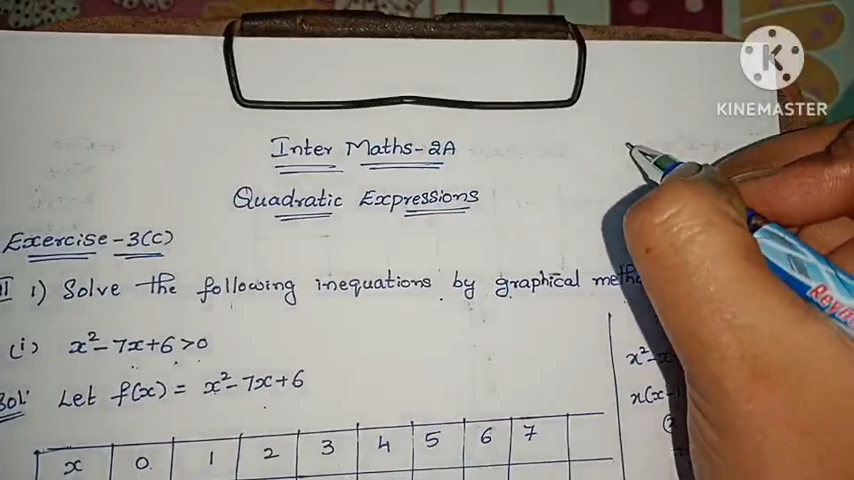 KINEMASTER
Inter Maths-2A
Quadratic Expressions
Exercise-3(c)
II 1) Solve the following inequations by graphical
(i) x²-7x+6>0
Sol: Let f(x) = x²-7x+6
x 0 1 2 3 4 5 6 7